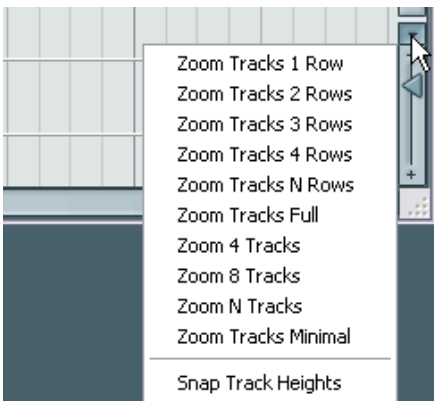 Zoom Tracks 1 Row
Zoom Tracks 2 Rows
Zoom Tracks 3 Rows
Zoom Tracks 4 Rows
Zoom Tracks N Rows
Zoom Tracks Full
Zoom 4 Tracks
Zoom 8 Tracks
Zoom N Tracks
Zoom Tracks Minimal
Snap Track Heights